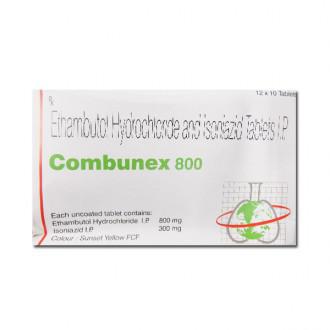 Rx
12 x 10 Tablets
Ethambutol Hydrochloride and Isoniazid Tablets I.P.
Combunex 800
Each uncoated tablet contains:
Ethambutol Hydrochloride I.P. 800 mg
Isoniazid I.P. 300 mg
Colour - Sunset Yellow FCF